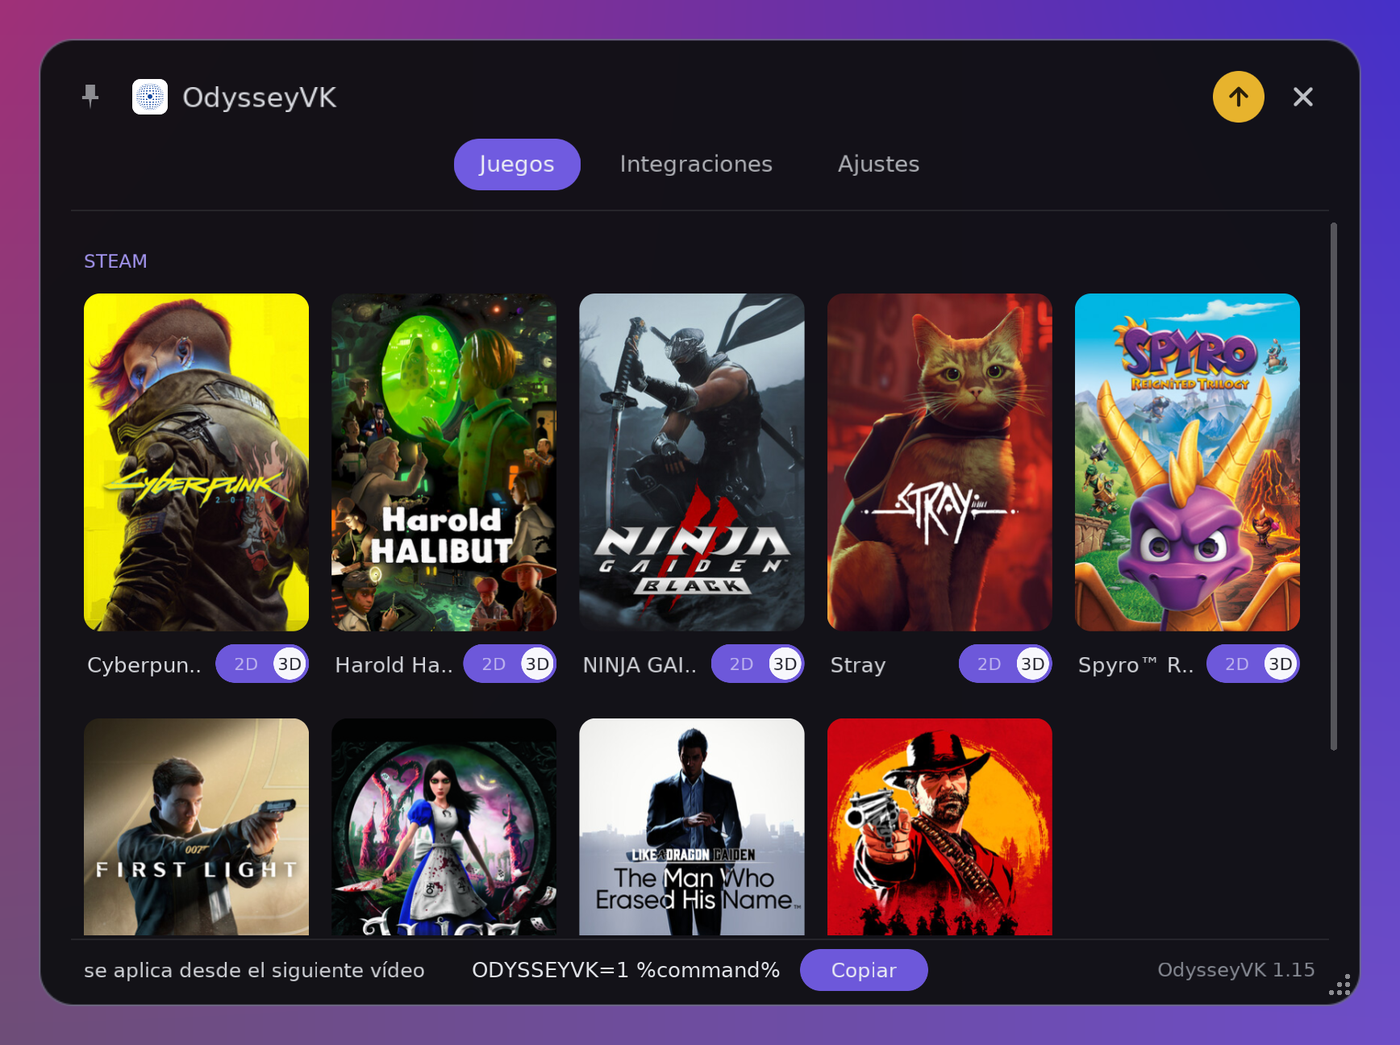 OdysseyVK
Juegos
Integraciones
Ajustes
STEAM
CYBERPUNK
2077
Harold
HALIBUT
NINJA
GAIDEN
BLACK
STRAY
SPYRO
REIGNITED TRILOGY
Cyberpun..
2D
3D
Harold Ha..
2D
3D
NINJA GAI..
2D
3D
Stray
2D
3D
Spyro™ R..
2D
3D
007
FIRST LIGHT
ALICE
LIKE A DRAGON GAIDEN
The Man Who
Erased His Name™
se aplica desde el siguiente vídeo
ODYSSEYVK=1 %command%
Copiar
OdysseyVK 1.15